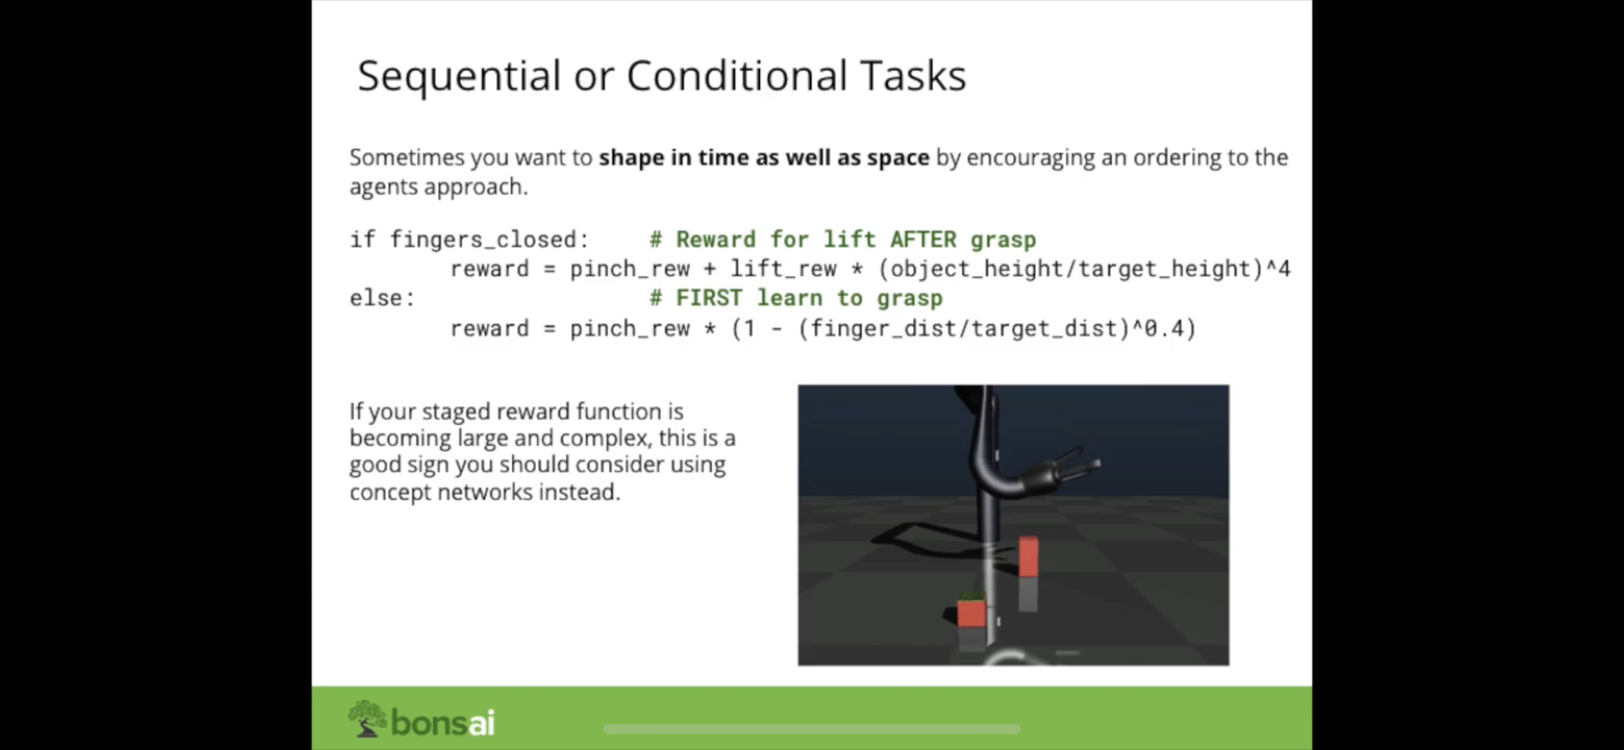 Sequential or Conditional Tasks
Sometimes you want to shape in time as well as space by encouraging an ordering to the
agents approach.
if fingers_closed: # Reward for lift AFTER grasp
reward = pinch_rew + lift_rew * (object_height/target_height)^4
else: # FIRST learn to grasp
reward = pinch_rew * (1 - (finger_dist/target_dist)^0.4)
If your staged reward function is
becoming large and complex, this is a
good sign you should consider using
concept networks instead.
bonsai